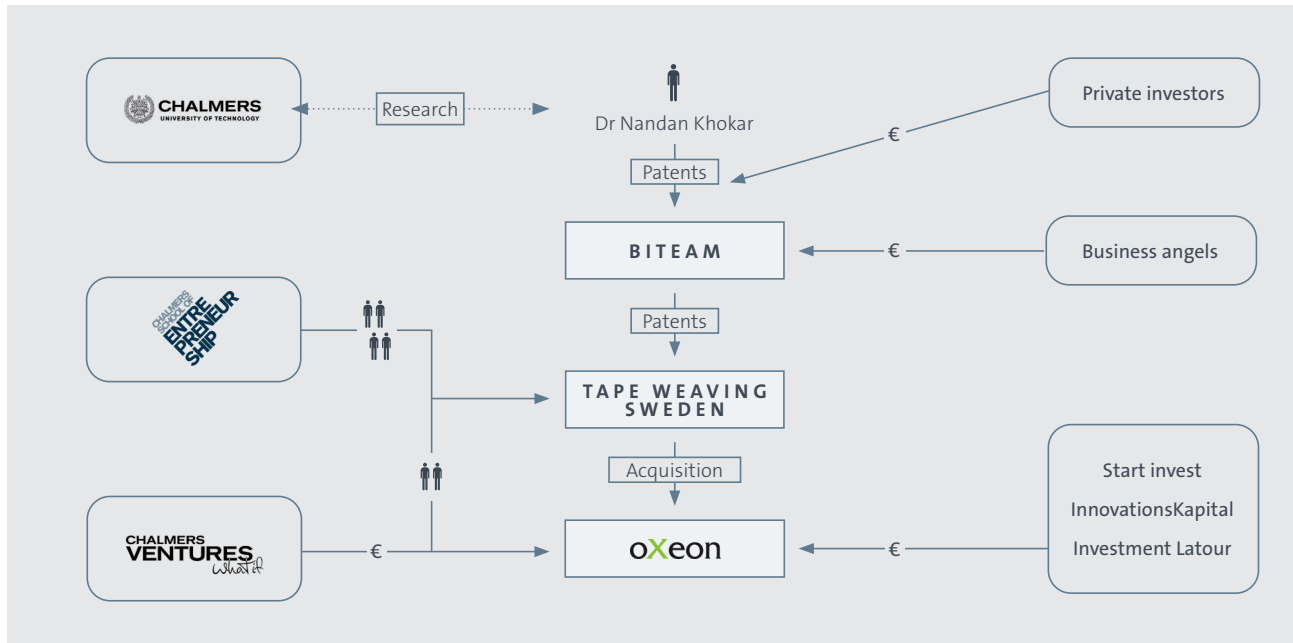 CHALMERS
UNIVERSITY OF TECHNOLOGY
Research
Dr Nandan Khokar
Private investors
€
Patents
BITEAM
€
Business angels
CHALMERS
SCHOOL OF
ENTRE
PRENEUR
SHIP
Patents
TAPE WEAVING
SWEDEN
Acquisition
Start invest
InnovationsKapital
Investment Latour
CHALMERS
VENTURES
what if
€
oXeon
€